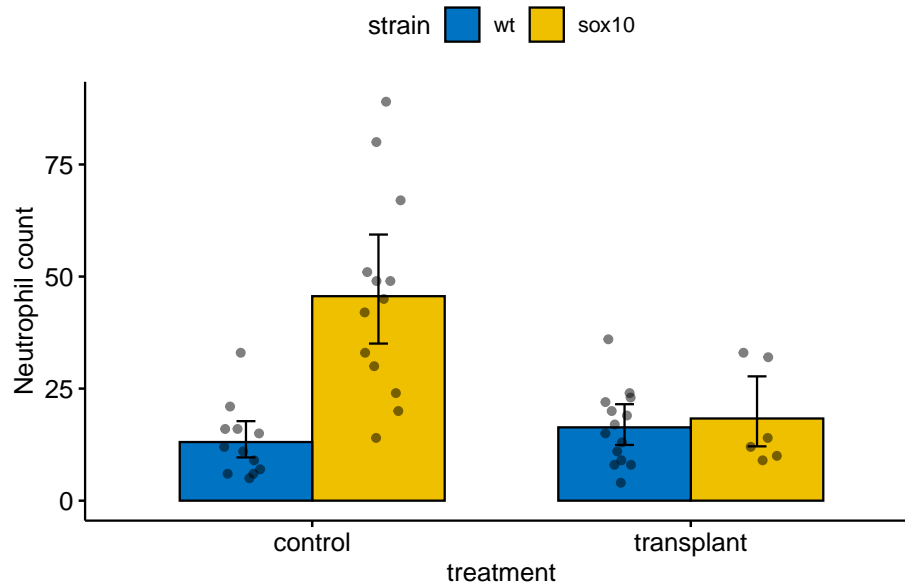 strain wt sox10
Neutrophil count
75
50
25
0
control transplant
treatment